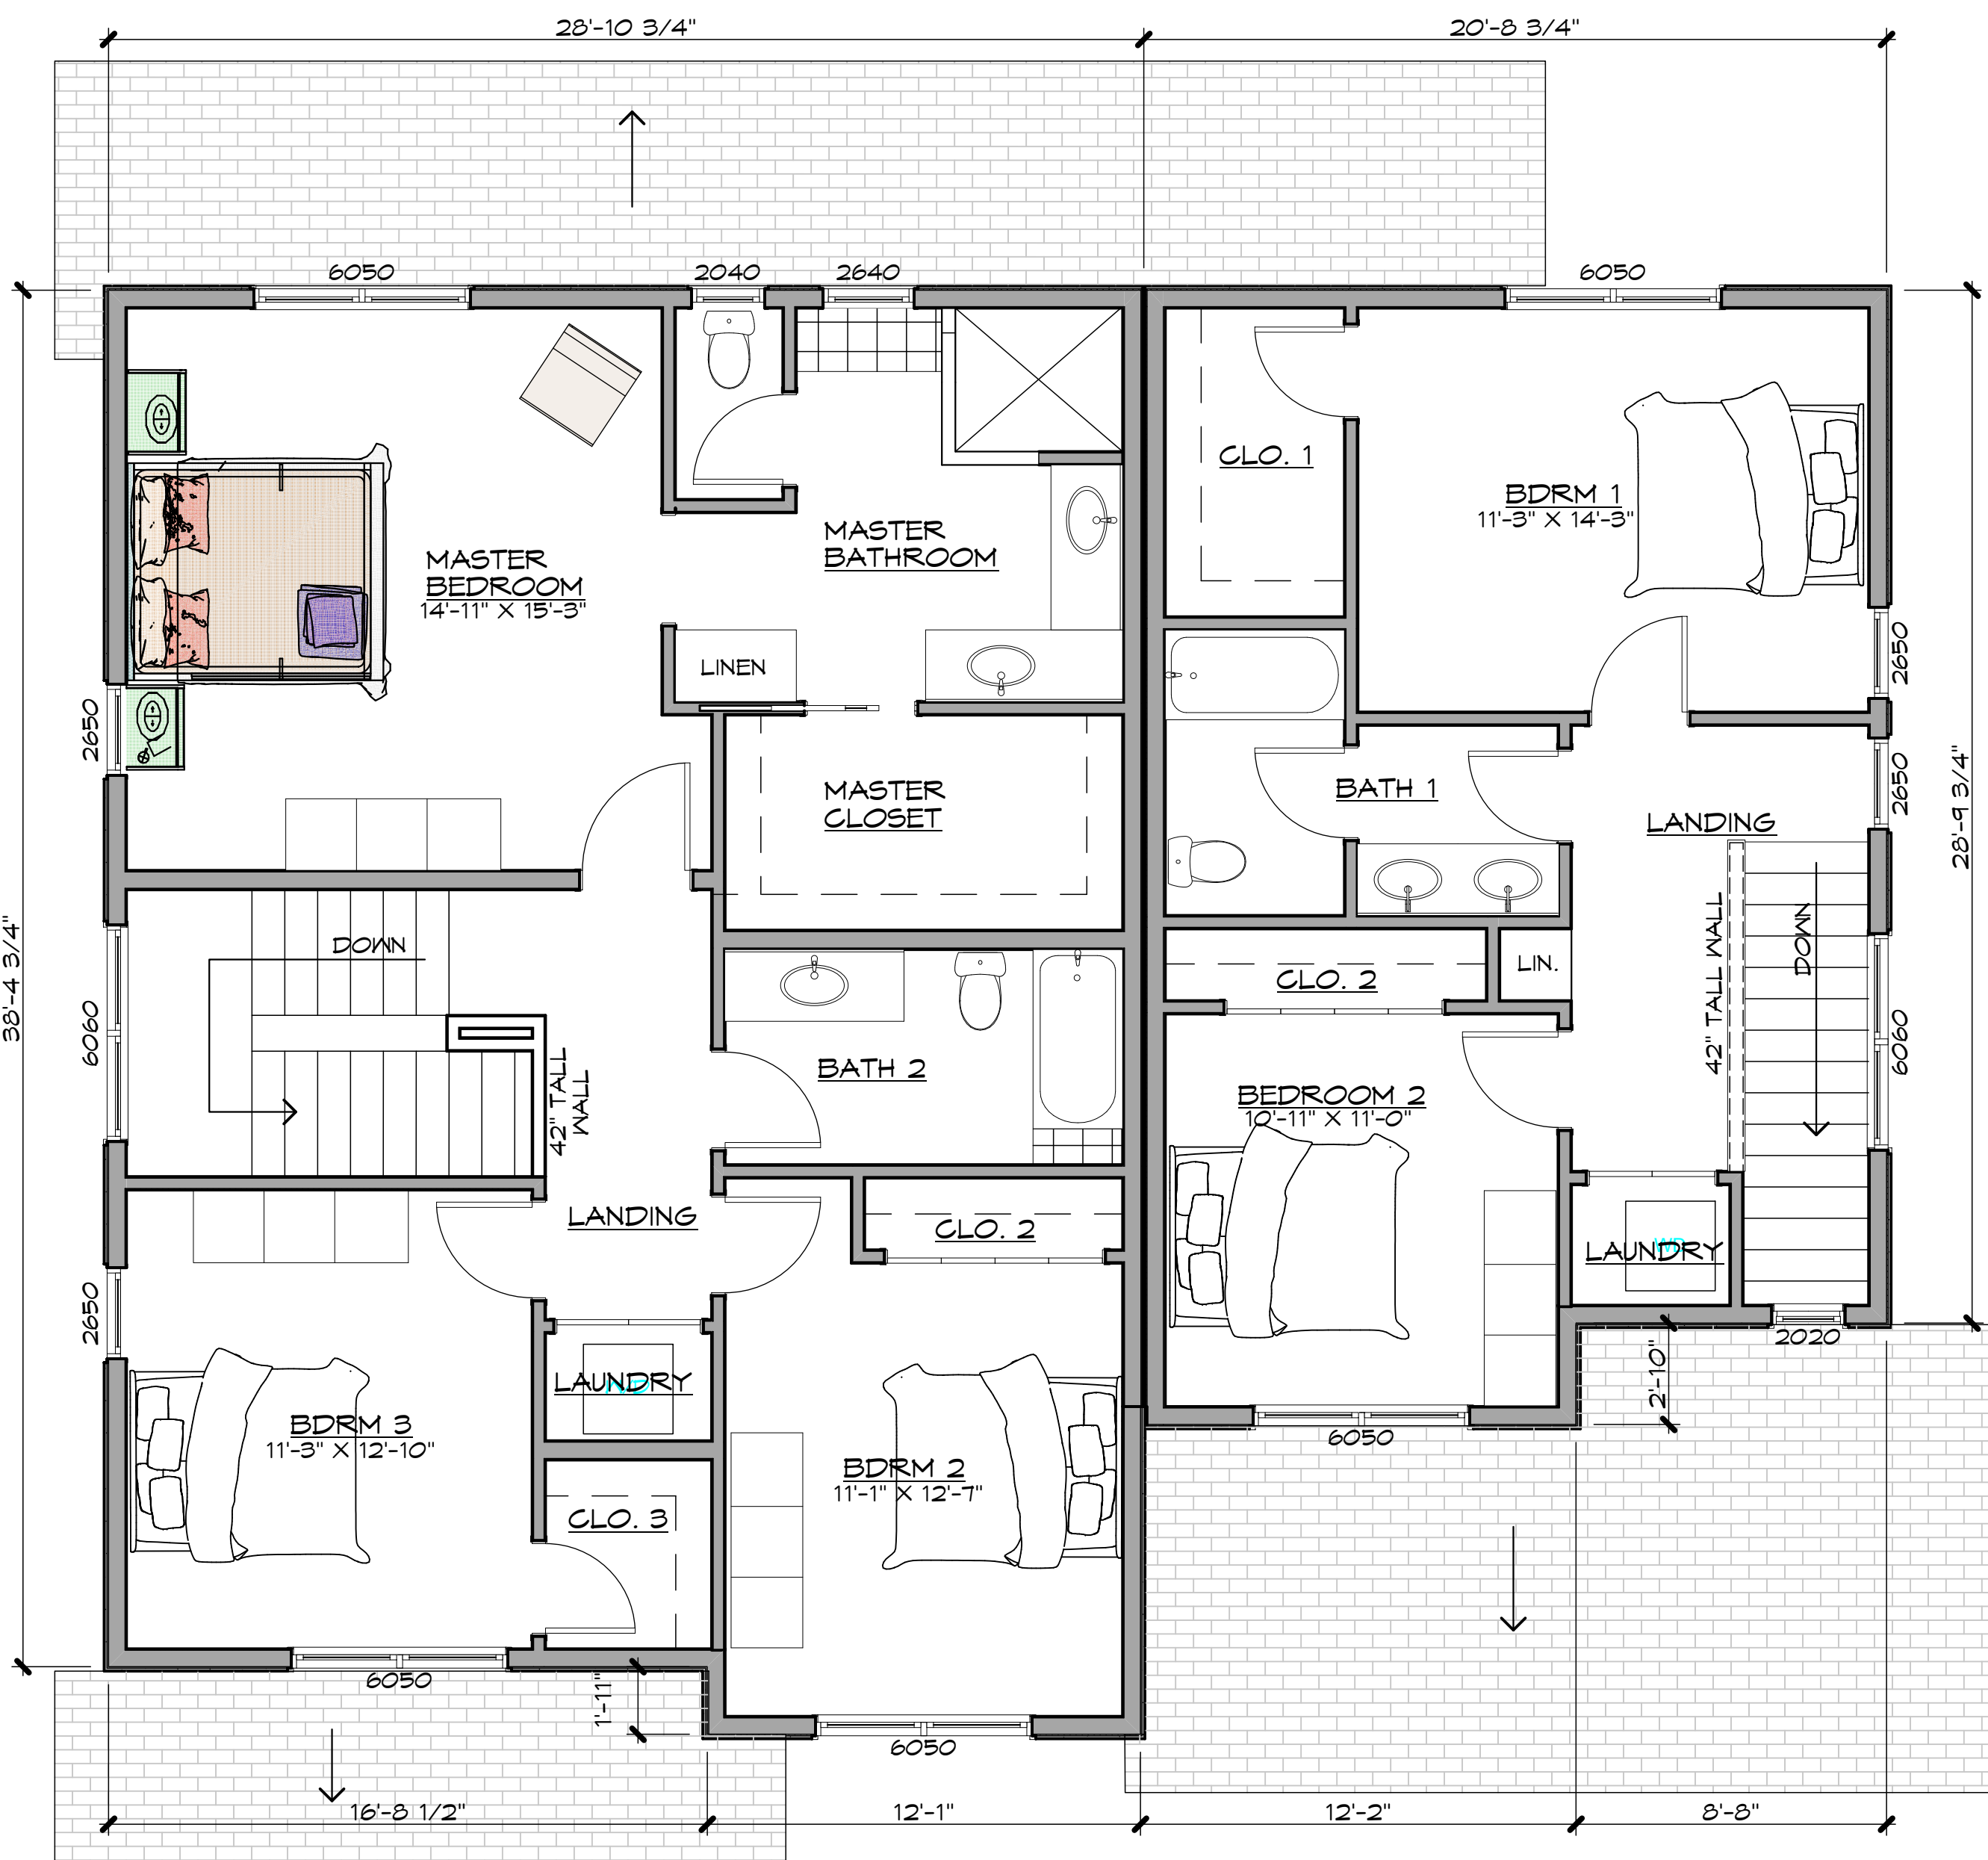 28'-10 3/4"
20'-8 3/4"
6050
2040
2640
6050
CLO. 1
BDRM 1
11'-3" X 14'-3"
MASTER
BATHROOM
MASTER
BEDROOM
14'-11" X 15'-3"
LINEN
2650
2650
2650
MASTER
CLOSET
BATH 1
LANDING
28'-9 3/4"
38'-4 3/4"
DOWN
42" TALL WALL
DOWN
LIN.
CLO. 2
6060
6060
42" TALL
WALL
BATH 2
BEDROOM 2
10'-11" X 11'-0"
LANDING
CLO. 2
LAUNDRY
WD
2650
2020
2'-10"
LAUNDRY
WD
BDRM 3
11'-3" X 12'-10"
6050
BDRM 2
11'-1" X 12'-7"
CLO. 3
6050
1'-11"
6050
16'-8 1/2"
12'-1"
12'-2"
8'-8"